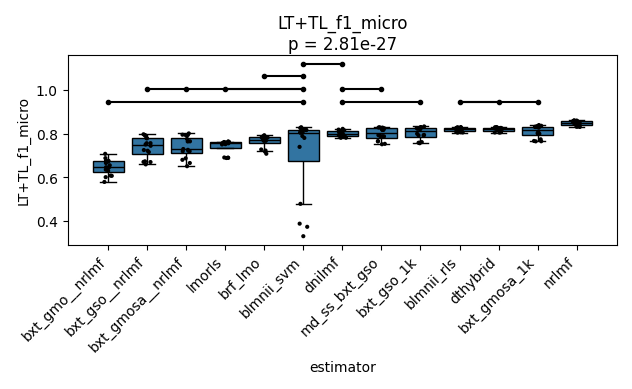 LT+TL_f1_micro
p = 2.81e-27
LT+TL_f1_micro
1.0
0.8
0.6
0.4
bxt_gmo__nrlmf
bxt_gso__nrlmf
bxt_gmosa__nrlmf
lmorls
brf_lmo
blmnii_svm
dnilmf
md_ss_bxt_gso
bxt_gso_1k
blmnii_rls
dthybrid
bxt_gmosa_1k
nrlmf
estimator